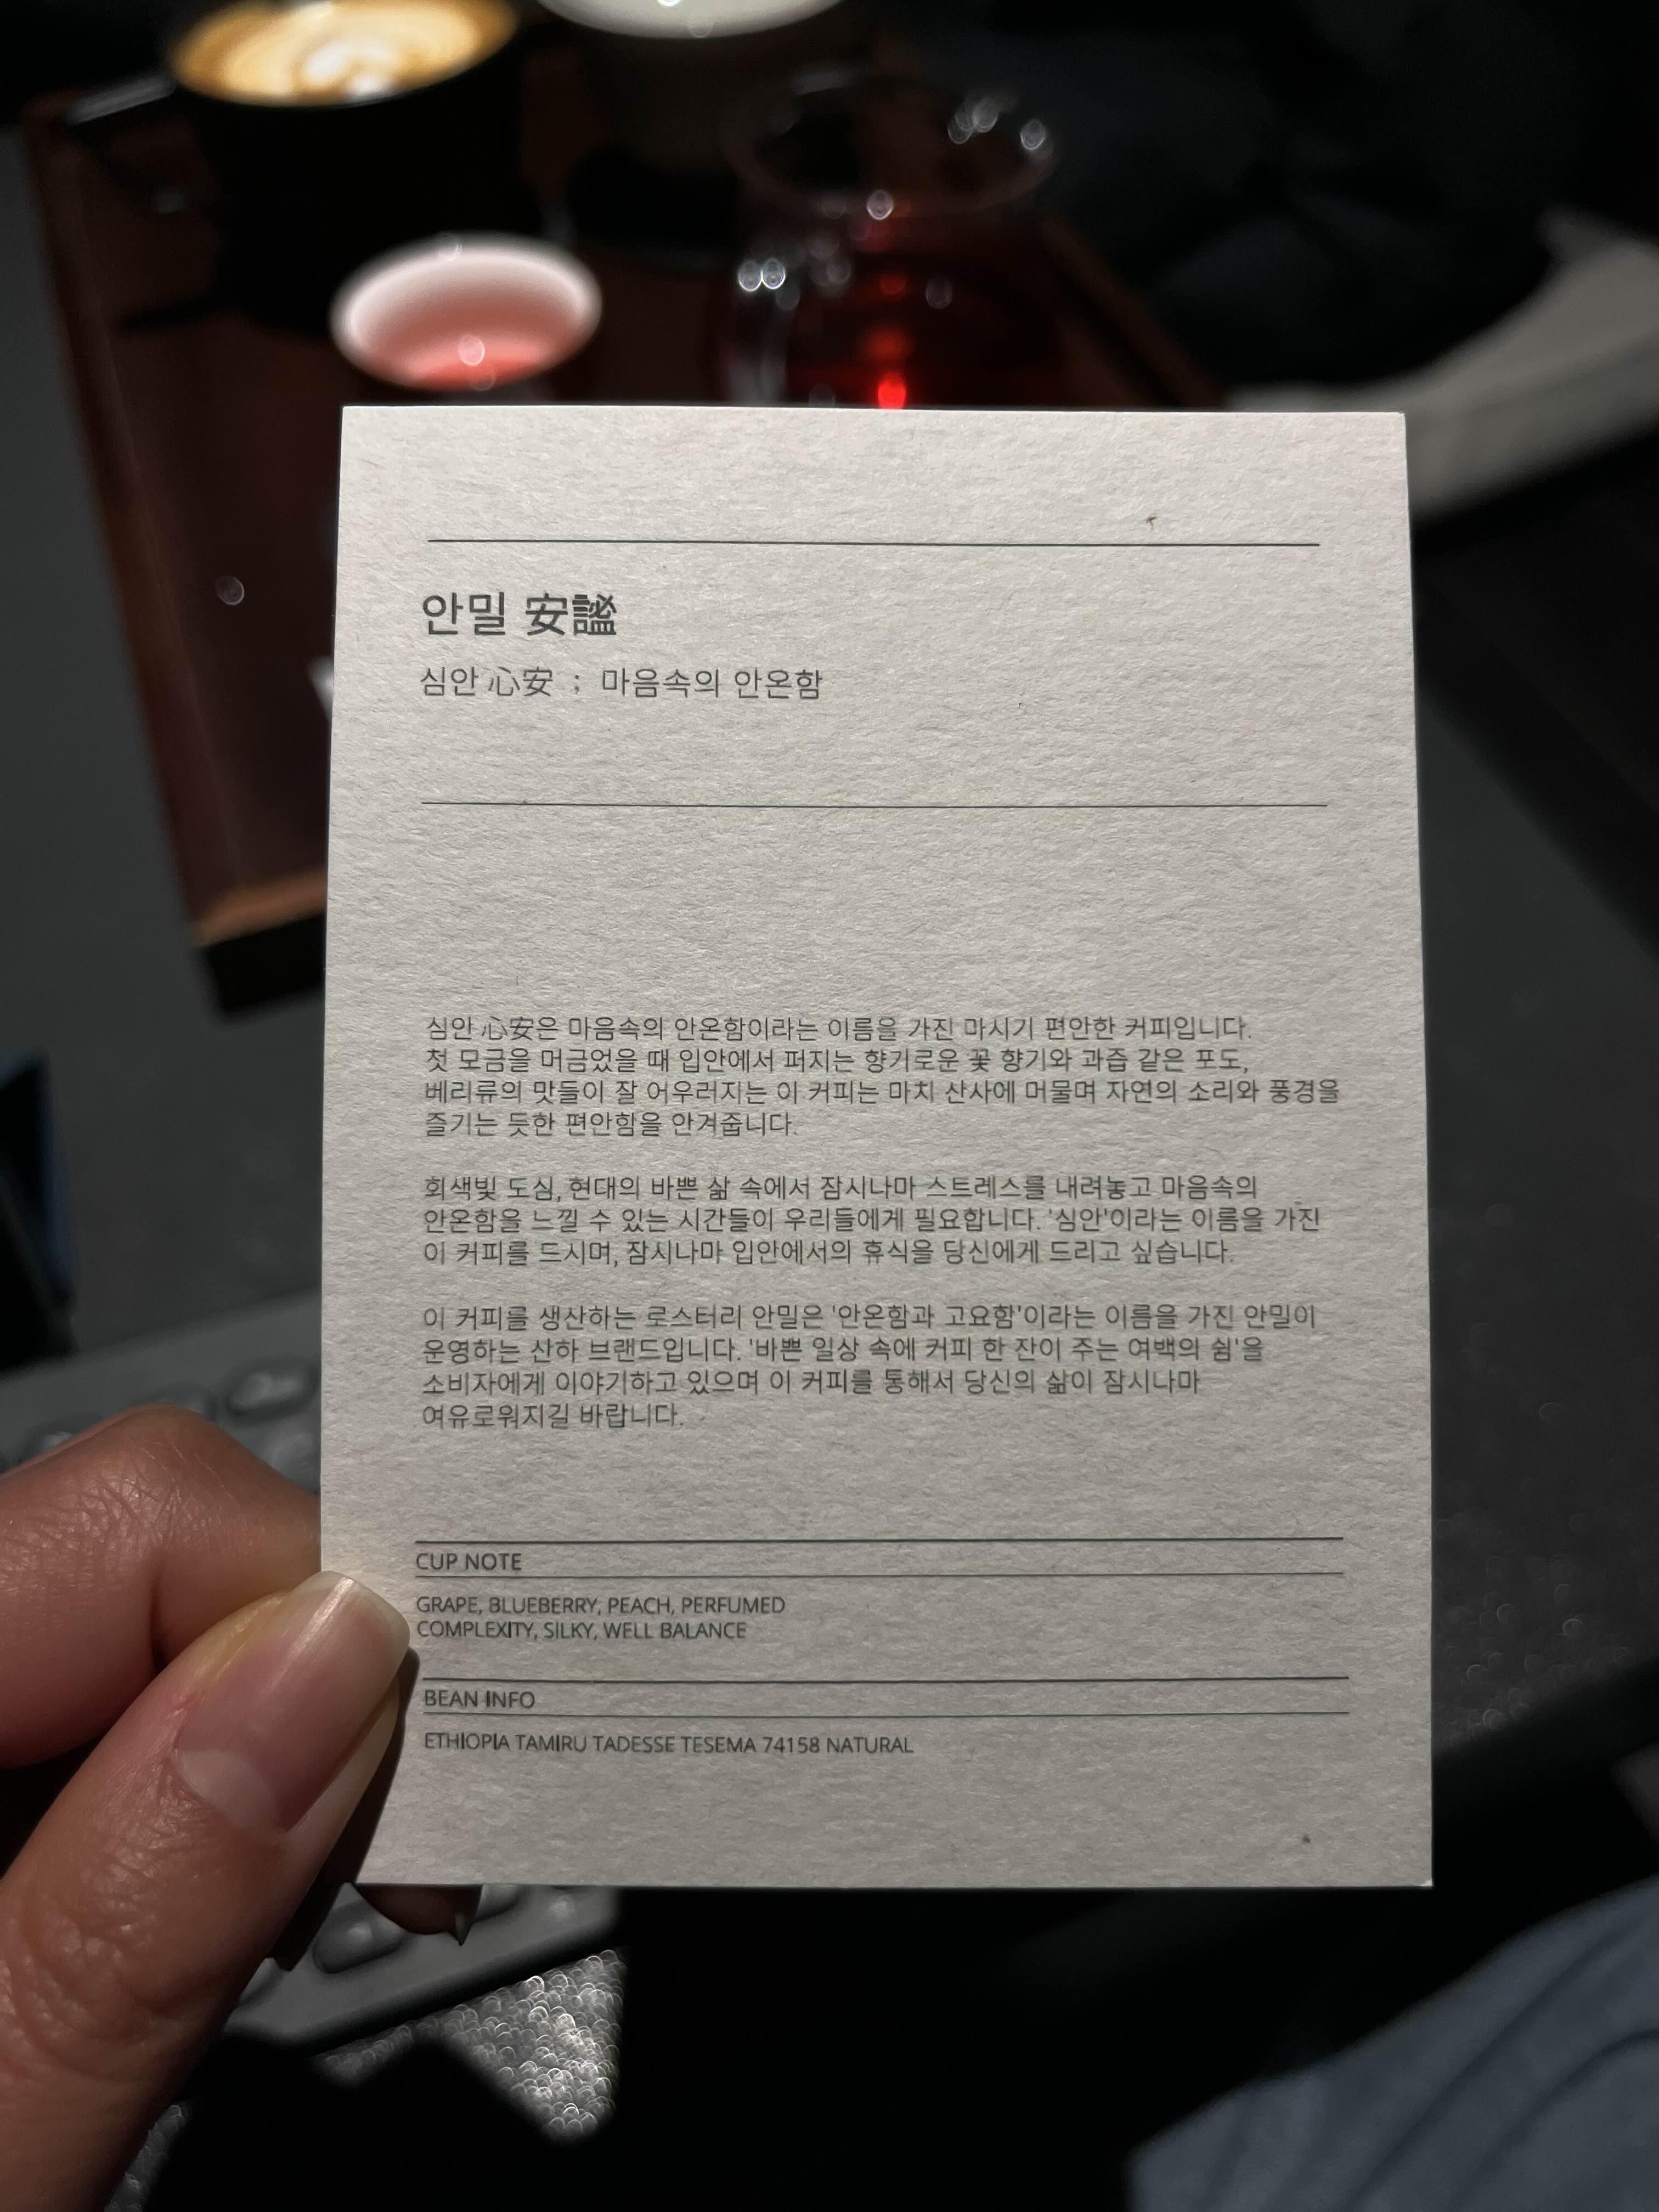 안밀 安謐
심안 心安 ; 마음속의 안온함
심안 心安은 마음속의 안온함이라는 이름을 가진 마시기 편안한 커피입니다.
첫 모금을 머금었을 때 입안에서 퍼지는 향기로운 꽃 향기와 과즙 같은 포도,
베리류의 맛들이 잘 어우러지는 이 커피는 마치 산사에 머물며 자연의 소리와 풍경을
즐기는 듯한 편안함을 안겨줍니다.
회색빛 도심, 현대의 바쁜 삶 속에서 잠시나마 스트레스를 내려놓고 마음속의
안온함을 느낄 수 있는 시간들이 우리들에게 필요합니다. '심안'이라는 이름을 가진
이 커피를 드시며, 잠시나마 입안에서의 휴식을 당신에게 드리고 싶습니다.
이 커피를 생산하는 로스터리 안밀은 '안온함과 고요함'이라는 이름을 가진 안밀이
운영하는 산하 브랜드입니다. '바쁜 일상 속에 커피 한 잔이 주는 여백의 쉼'을
소비자에게 이야기하고 있으며 이 커피를 통해서 당신의 삶이 잠시나마
여유로워지길 바랍니다.
CUP NOTE
GRAPE, BLUEBERRY, PEACH, PERFUMED
COMPLEXITY, SILKY, WELL BALANCE
BEAN INFO
ETHIOPIA TAMIRU TADESSE TESEMA 74158 NATURAL